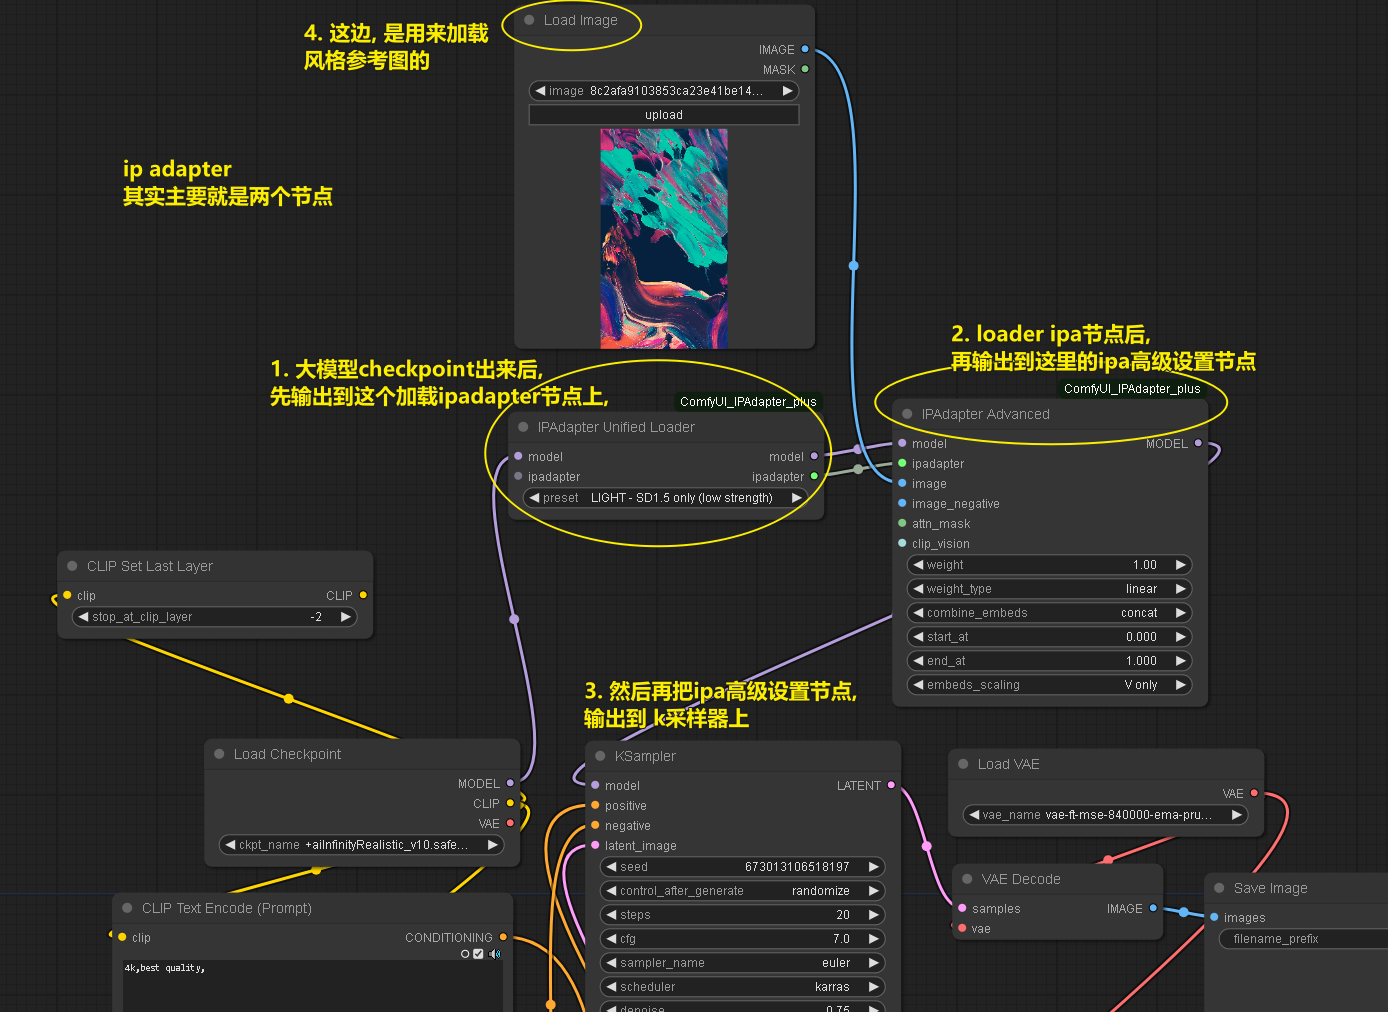 4. 这边, 是用来加载
风格参考图的
Load Image
IMAGE
MASK
image 8c2afa9103853ca23e41be14...
upload
ip adapter
其实主要就是两个节点
1. 大模型checkpoint出来后,
先输出到这个加载ipadapter节点上,
ComfyUI_IPAdapter_plus
IPAdapter Unified Loader
model model
ipadapter ipadapter
preset LIGHT - SD1.5 only (low strength)
2. loader ipa节点后,
再输出到这里的ipa高级设置节点
ComfyUI_IPAdapter_plus
IPAdapter Advanced
model MODEL
ipadapter
image
image_negative
attn_mask
clip_vision
weight 1.00
weight_type linear
combine_embeds concat
start_at 0.000
end_at 1.000
embeds_scaling V only
CLIP Set Last Layer
clip CLIP
stop_at_clip_layer -2
3. 然后再把ipa高级设置节点,
输出到 k采样器上
Load Checkpoint
MODEL
CLIP
VAE
ckpt_name +aiInfinityRealistic_v10.safe...
KSampler
model LATENT
positive
negative
latent_image
seed 673013106518197
control_after_generate randomize
steps 20
cfg 7.0
sampler_name euler
scheduler karras
denoise 0.75
Load VAE
VAE
vae_name vae-ft-mse-840000-ema-pru...
VAE Decode
samples IMAGE
vae
Save Image
images
filename_prefix
CLIP Text Encode (Prompt)
clip CONDITIONING
4k,best quality,